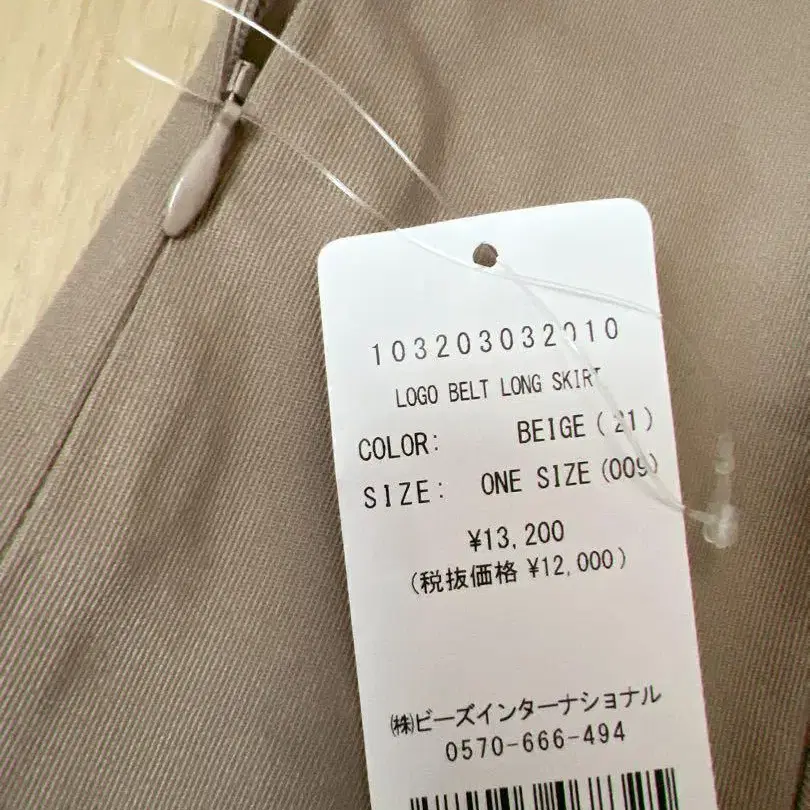 103203032010
LOGO BELT LONG SKIRT
COLOR: BEIGE (21)
SIZE: ONE SIZE (009)
¥13,200
(税抜価格 ¥12,000)
㈱ビーズインターナショナル
0570-666-494